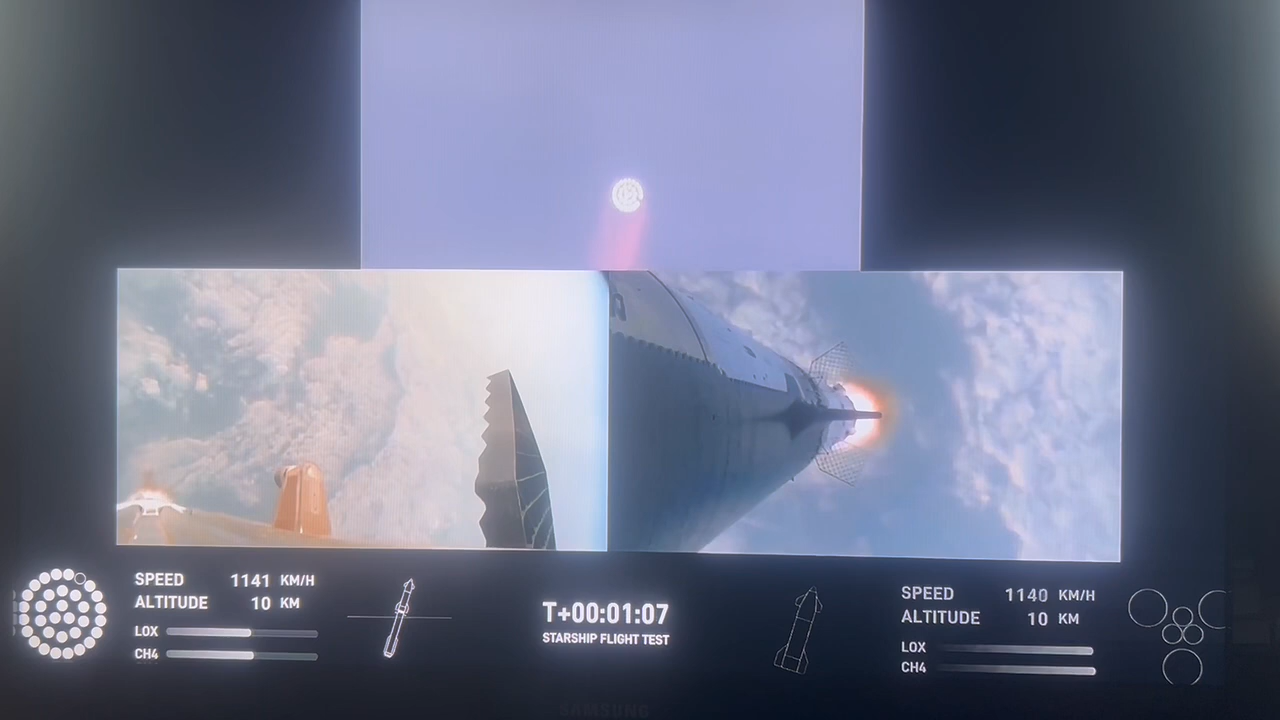 SPEED 1141 KM/H
ALTITUDE 10 KM
LOX
CH4
T+00:01:07
STARSHIP FLIGHT TEST
SPEED 1140 KM/H
ALTITUDE 10 KM
LOX
CH4
SAMSUNG